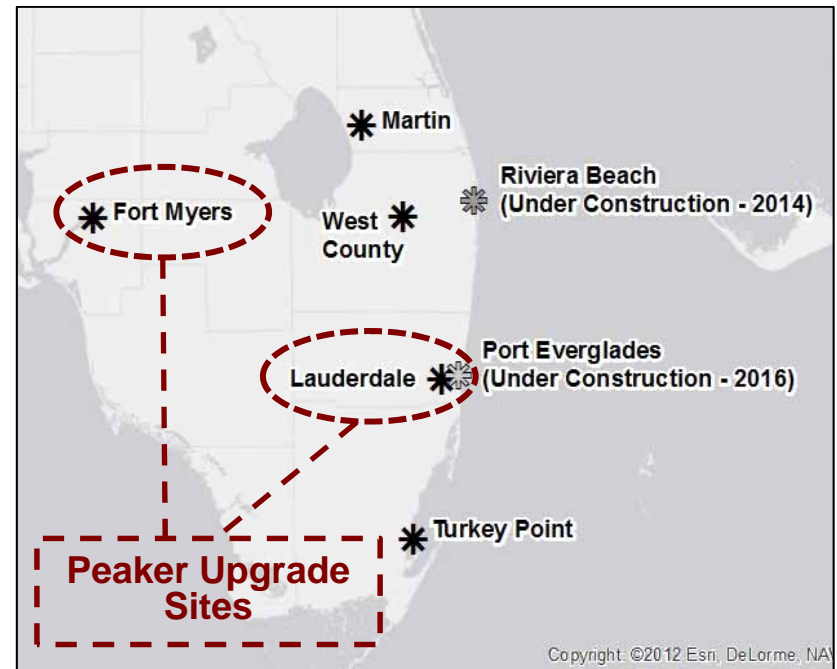 Martin
Riviera Beach
(Under Construction - 2014)
Fort Myers
West
County
Port Everglades
(Under Construction - 2016)
Lauderdale
Turkey Point
Peaker Upgrade
Sites
Copyright: ©2012 Esri, DeLorme, NAV